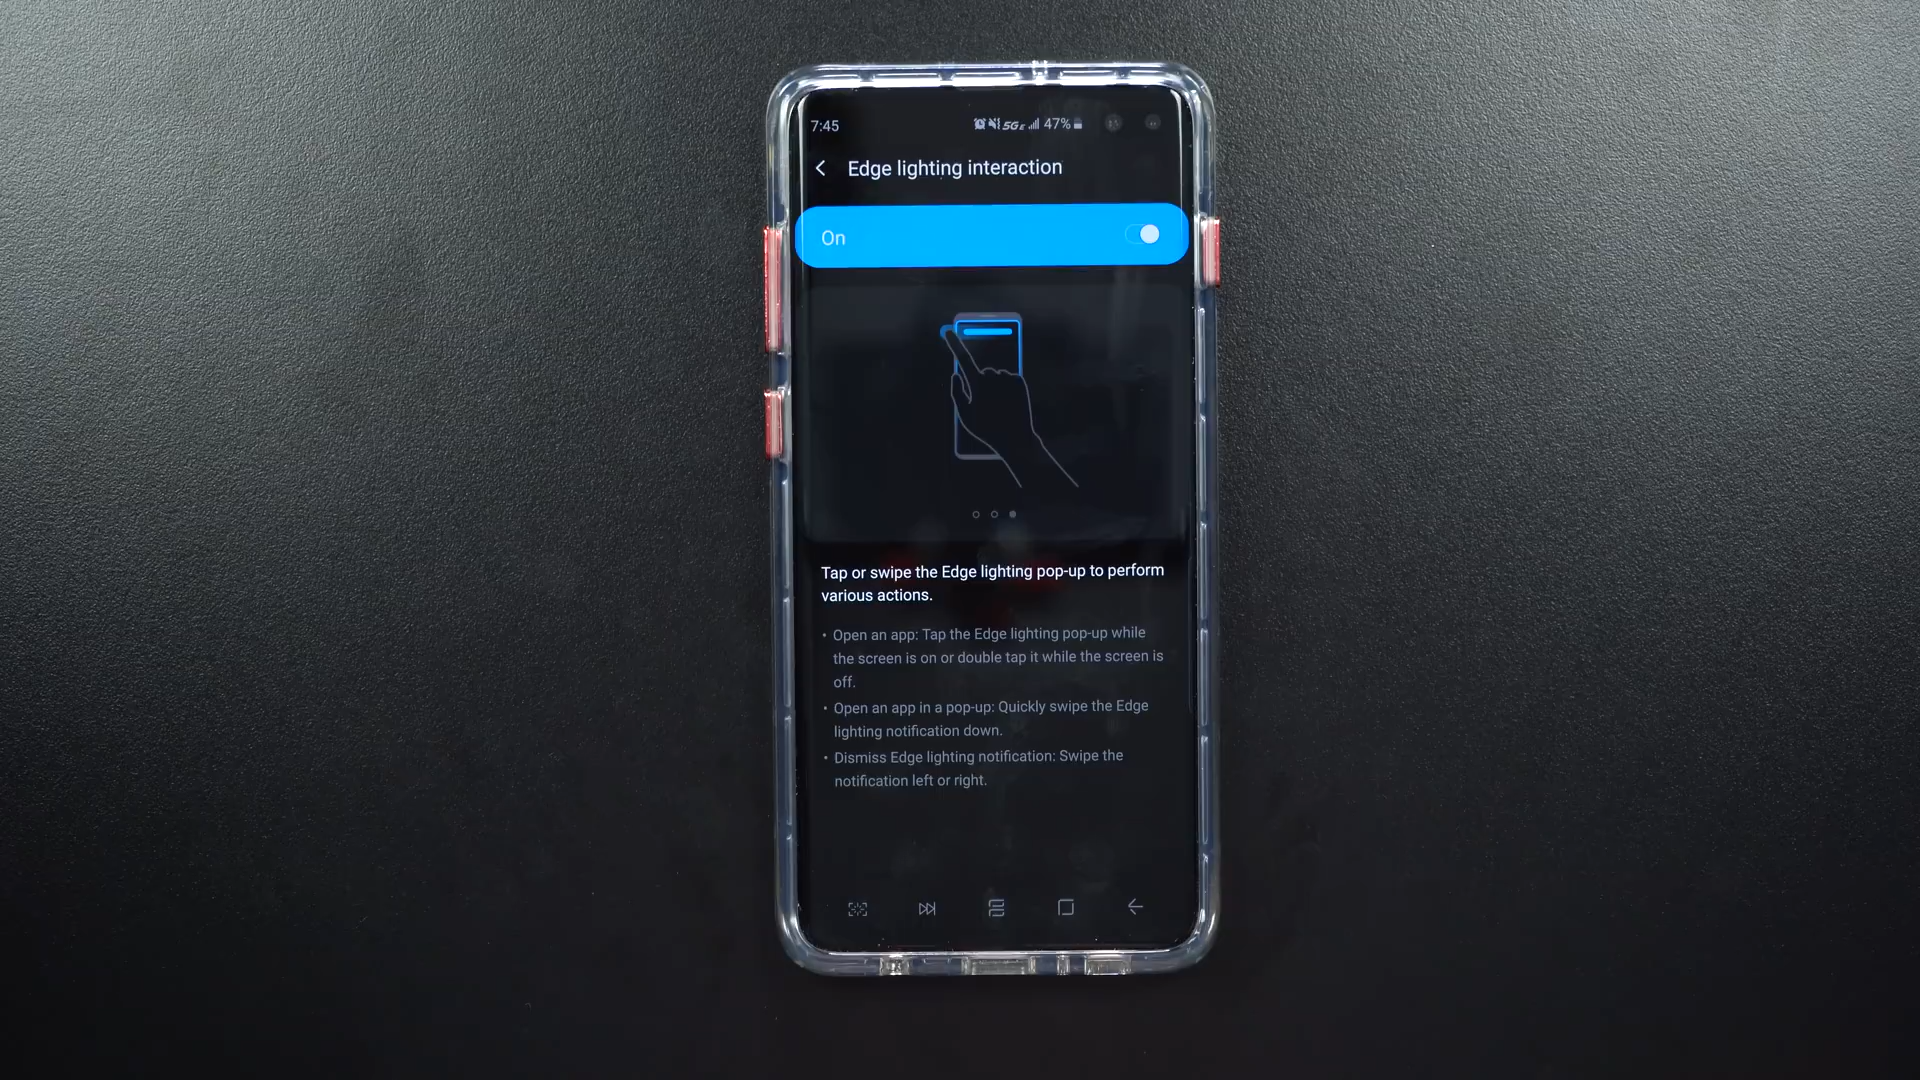 7:45 5GE 47%
Edge lighting interaction
On
Tap or swipe the Edge lighting pop-up to perform
various actions.
• Open an app: Tap the Edge lighting pop-up while
the screen is on or double tap it while the screen is
off.
• Open an app in a pop-up: Quickly swipe the Edge
lighting notification down.
• Dismiss Edge lighting notification: Swipe the
notification left or right.